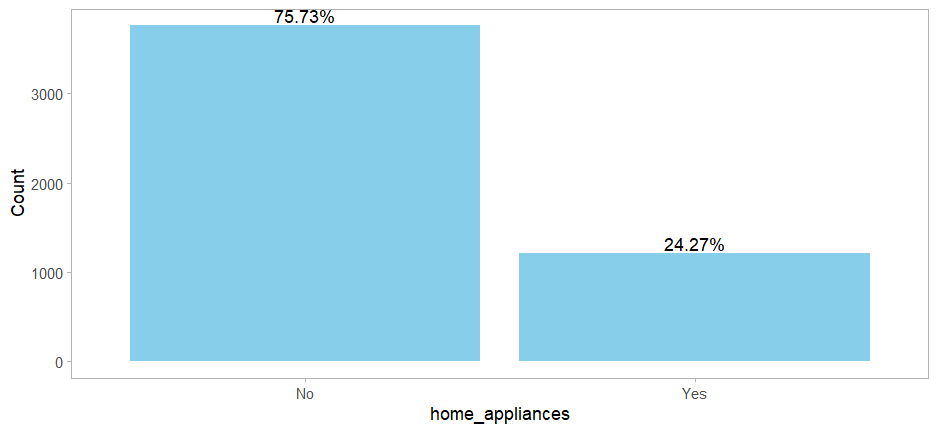 75.73%
24.27%
3000
2000
1000
0
Count
No
Yes
home_appliances